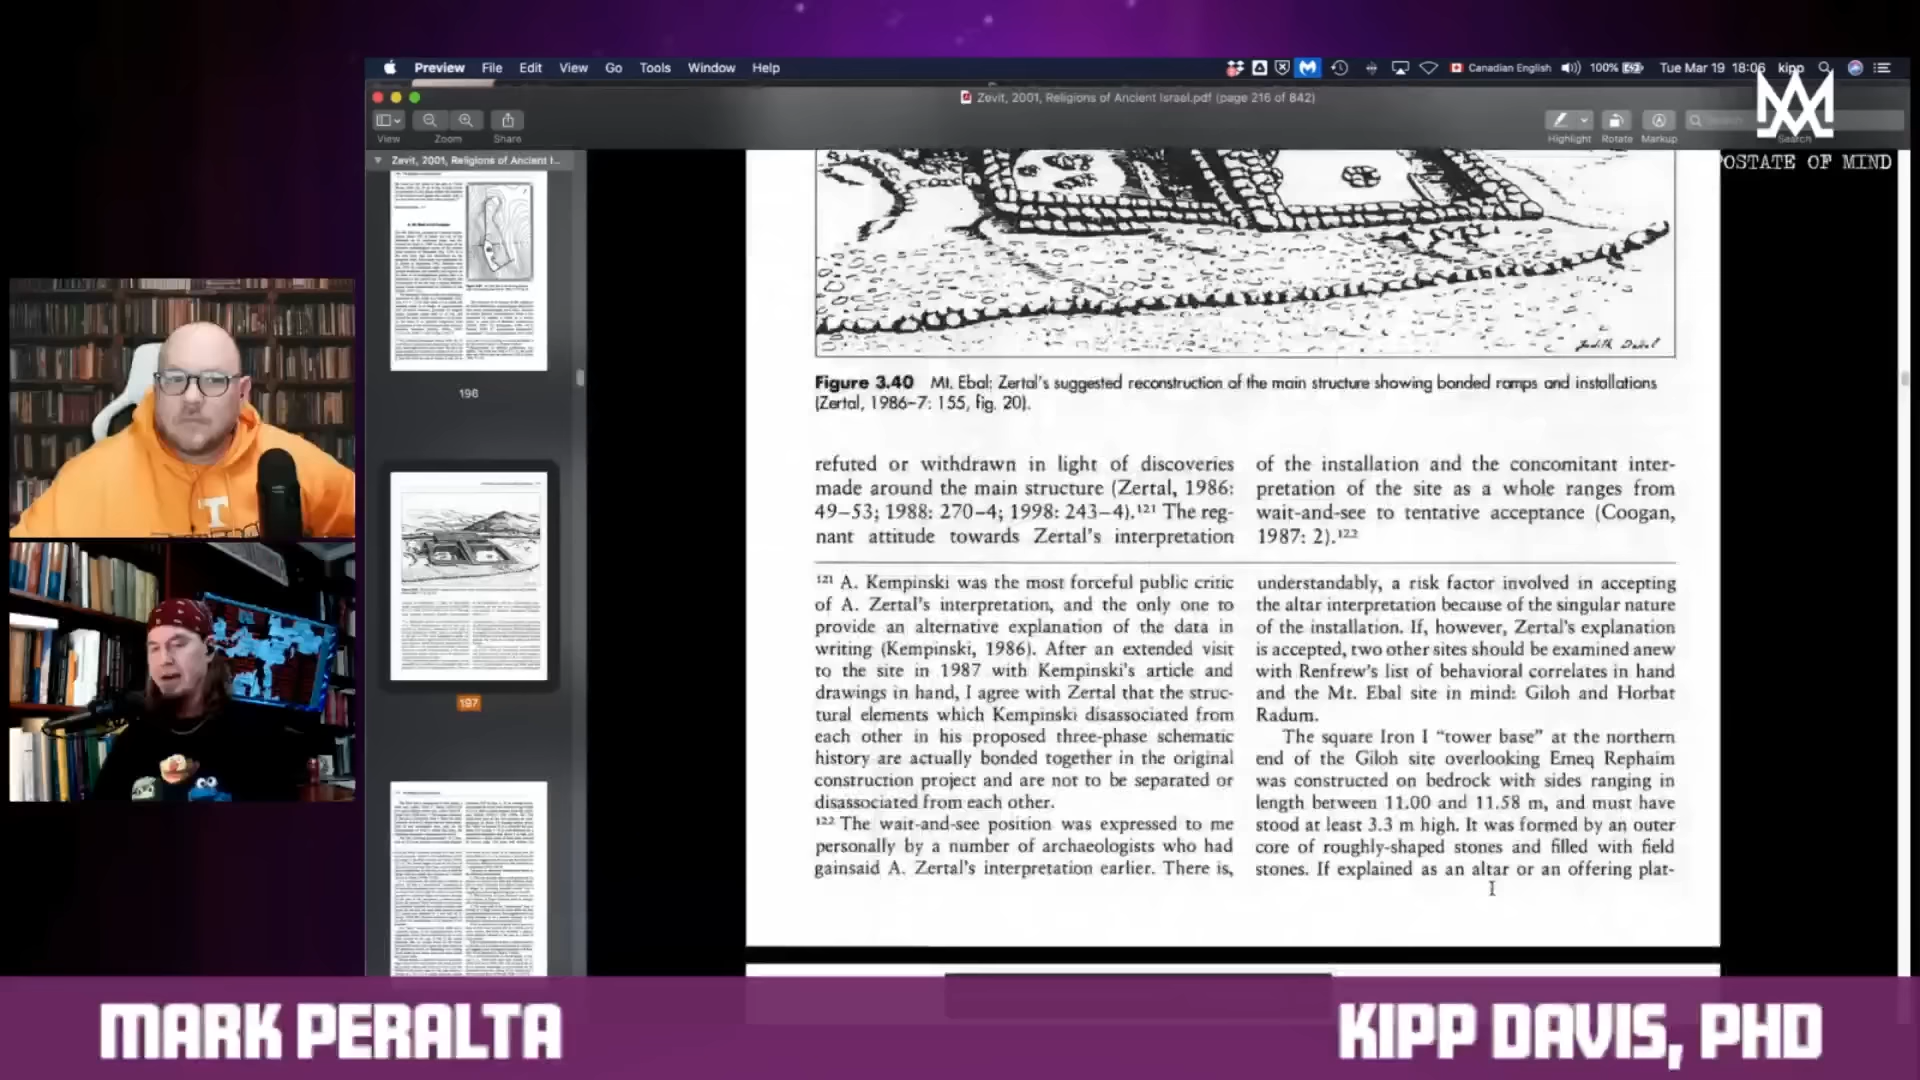 Preview File Edit View Go Tools Window Help
Canadian English 100% Tue Mar 19 18:06 kipp
Zevit, 2001, Religions of Ancient Israel.pdf (page 216 of 842)
View Zoom Share
Highlight Rotate Markup Search
OSTATE OF MIND
Zevit, 2001, Religions of Ancient I...
196
197
Judith Dekel
Figure 3.40 Mt. Ebal: Zertal's suggested reconstruction of the main structure showing bonded ramps and installations
(Zertal, 1986–7: 155, fig. 20).
refuted or withdrawn in light of discoveries
made around the main structure (Zertal, 1986:
49–53; 1988: 270–4; 1998: 243–4).¹²¹ The reg-
nant attitude towards Zertal's interpretation
of the installation and the concomitant inter-
pretation of the site as a whole ranges from
wait-and-see to tentative acceptance (Coogan,
1987: 2).¹²²
¹²¹ A. Kempinski was the most forceful public critic
of A. Zertal's interpretation, and the only one to
provide an alternative explanation of the data in
writing (Kempinski, 1986). After an extended visit
to the site in 1987 with Kempinski's article and
drawings in hand, I agree with Zertal that the struc-
tural elements which Kempinski disassociated from
each other in his proposed three-phase schematic
history are actually bonded together in the original
construction project and are not to be separated or
disassociated from each other.
¹²² The wait-and-see position was expressed to me
personally by a number of archaeologists who had
gainsaid A. Zertal's interpretation earlier. There is,
understandably, a risk factor involved in accepting
the altar interpretation because of the singular nature
of the installation. If, however, Zertal's explanation
is accepted, two other sites should be examined anew
with Renfrew's list of behavioral correlates in hand
and the Mt. Ebal site in mind: Giloh and Horbat
Radum.
The square Iron I “tower base” at the northern
end of the Giloh site overlooking Emeq Rephaim
was constructed on bedrock with sides ranging in
length between 11.00 and 11.58 m, and must have
stood at least 3.3 m high. It was formed by an outer
core of roughly-shaped stones and filled with field
stones. If explained as an altar or an offering plat-
T
MARK PERALTA
KIPP DAVIS, PHD